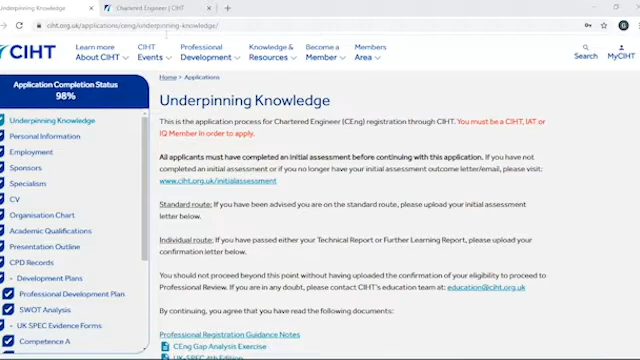 Underpinning Knowledge
Chartered Engineer | CIHT
ciht.org.uk/applications/ceng/underpinning-knowledge/
CIHT
Learn more
About CIHT
CIHT
Events
Professional
Development
Knowledge &
Resources
Become a
Member
Members
Area
Search
MyCIHT
Application Completion Status
98%
Underpinning Knowledge
Personal Information
Employment
Sponsors
Specialism
CV
Organisation Chart
Academic Qualifications
Presentation Outline
CPD Records
- Development Plans
Professional Development Plan
SWOT Analysis
- UK SPEC Evidence Forms
Competence A
Home > Applications
Underpinning Knowledge
This is the application process for Chartered Engineer (CEng) registration through CIHT. You must be a CIHT, IAT or
IQ Member in order to apply.
All applicants must have completed an initial assessment before continuing with this application. If you have not
completed an initial assessment or if you no longer have your initial assessment outcome letter/email, please visit:
www.ciht.org.uk/initialassessment
Standard route: If you have been advised you are on the standard route, please upload your initial assessment
letter below.
Individual route: If you have passed either your Technical Report or Further Learning Report, please upload your
confirmation letter below.
You should not proceed beyond this point without having uploaded the confirmation of your eligibility to proceed to
Professional Review. If you are in any doubt, please contact CIHT's education team at: education@ciht.org.uk
By continuing, you agree that you have read the following documents:
Professional Registration Guidance Notes
CEng Gap Analysis Exercise
UK-SPEC 4th Edition